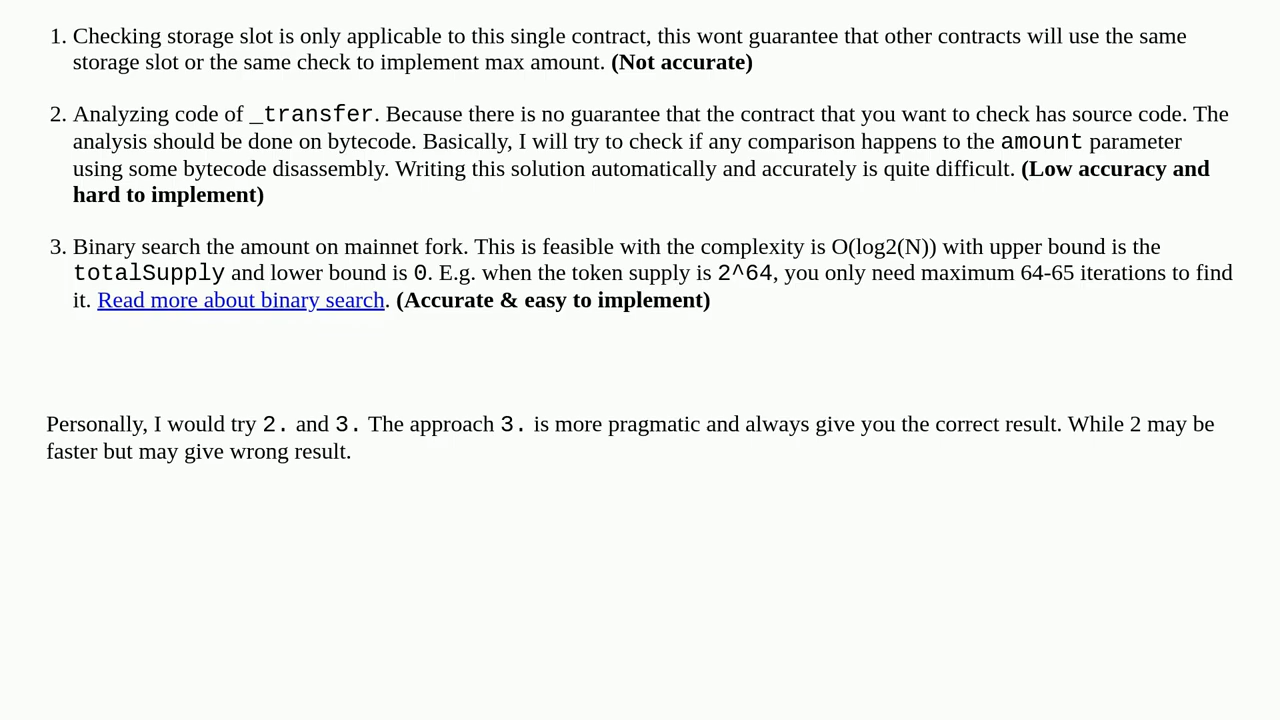 1. Checking storage slot is only applicable to this single contract, this wont guarantee that other contracts will use the same
storage slot or the same check to implement max amount. (Not accurate)
2. Analyzing code of _transfer. Because there is no guarantee that the contract that you want to check has source code. The
analysis should be done on bytecode. Basically, I will try to check if any comparison happens to the amount parameter
using some bytecode disassembly. Writing this solution automatically and accurately is quite difficult. (Low accuracy and
hard to implement)
3. Binary search the amount on mainnet fork. This is feasible with the complexity is O(log2(N)) with upper bound is the
totalSupply and lower bound is 0. E.g. when the token supply is 2^64, you only need maximum 64-65 iterations to find
it. Read more about binary search. (Accurate & easy to implement)
Personally, I would try 2. and 3. The approach 3. is more pragmatic and always give you the correct result. While 2 may be
faster but may give wrong result.